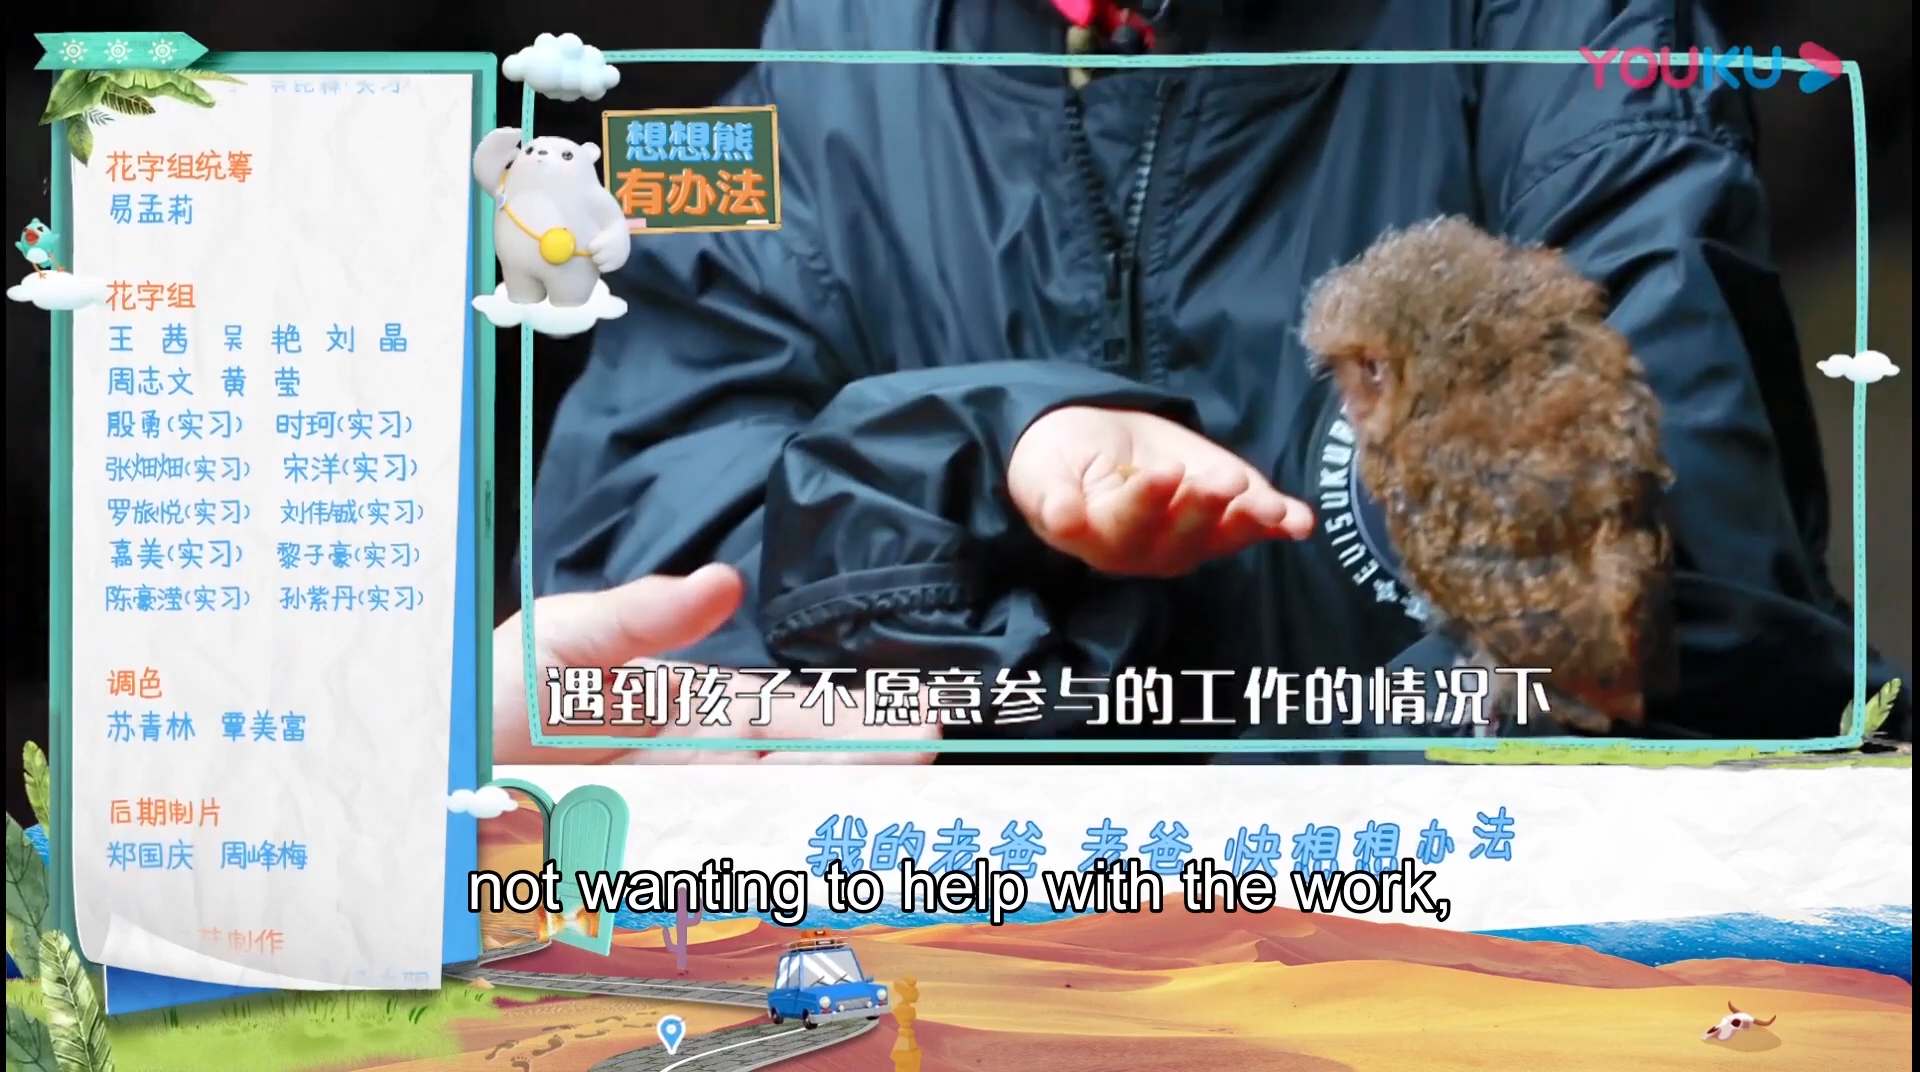 YOUKU
想想熊
有办法
花字组统筹
易孟莉
花字组
王 茜 吴 艳 刘 晶
周志文 黄 莹
殷勇(实习) 时珂(实习)
张畑畑(实习) 宋洋(实习)
罗旅悦(实习) 刘伟铖(实习)
嘉美(实习) 黎子豪(实习)
陈豪滢(实习) 孙紫丹(实习)
调色
苏青林 覃美富
后期制片
郑国庆 周峰梅
制作
遇到孩子不愿意参与的工作的情况下
我的老爸 老爸 快想想办法
not wanting to help with the work,